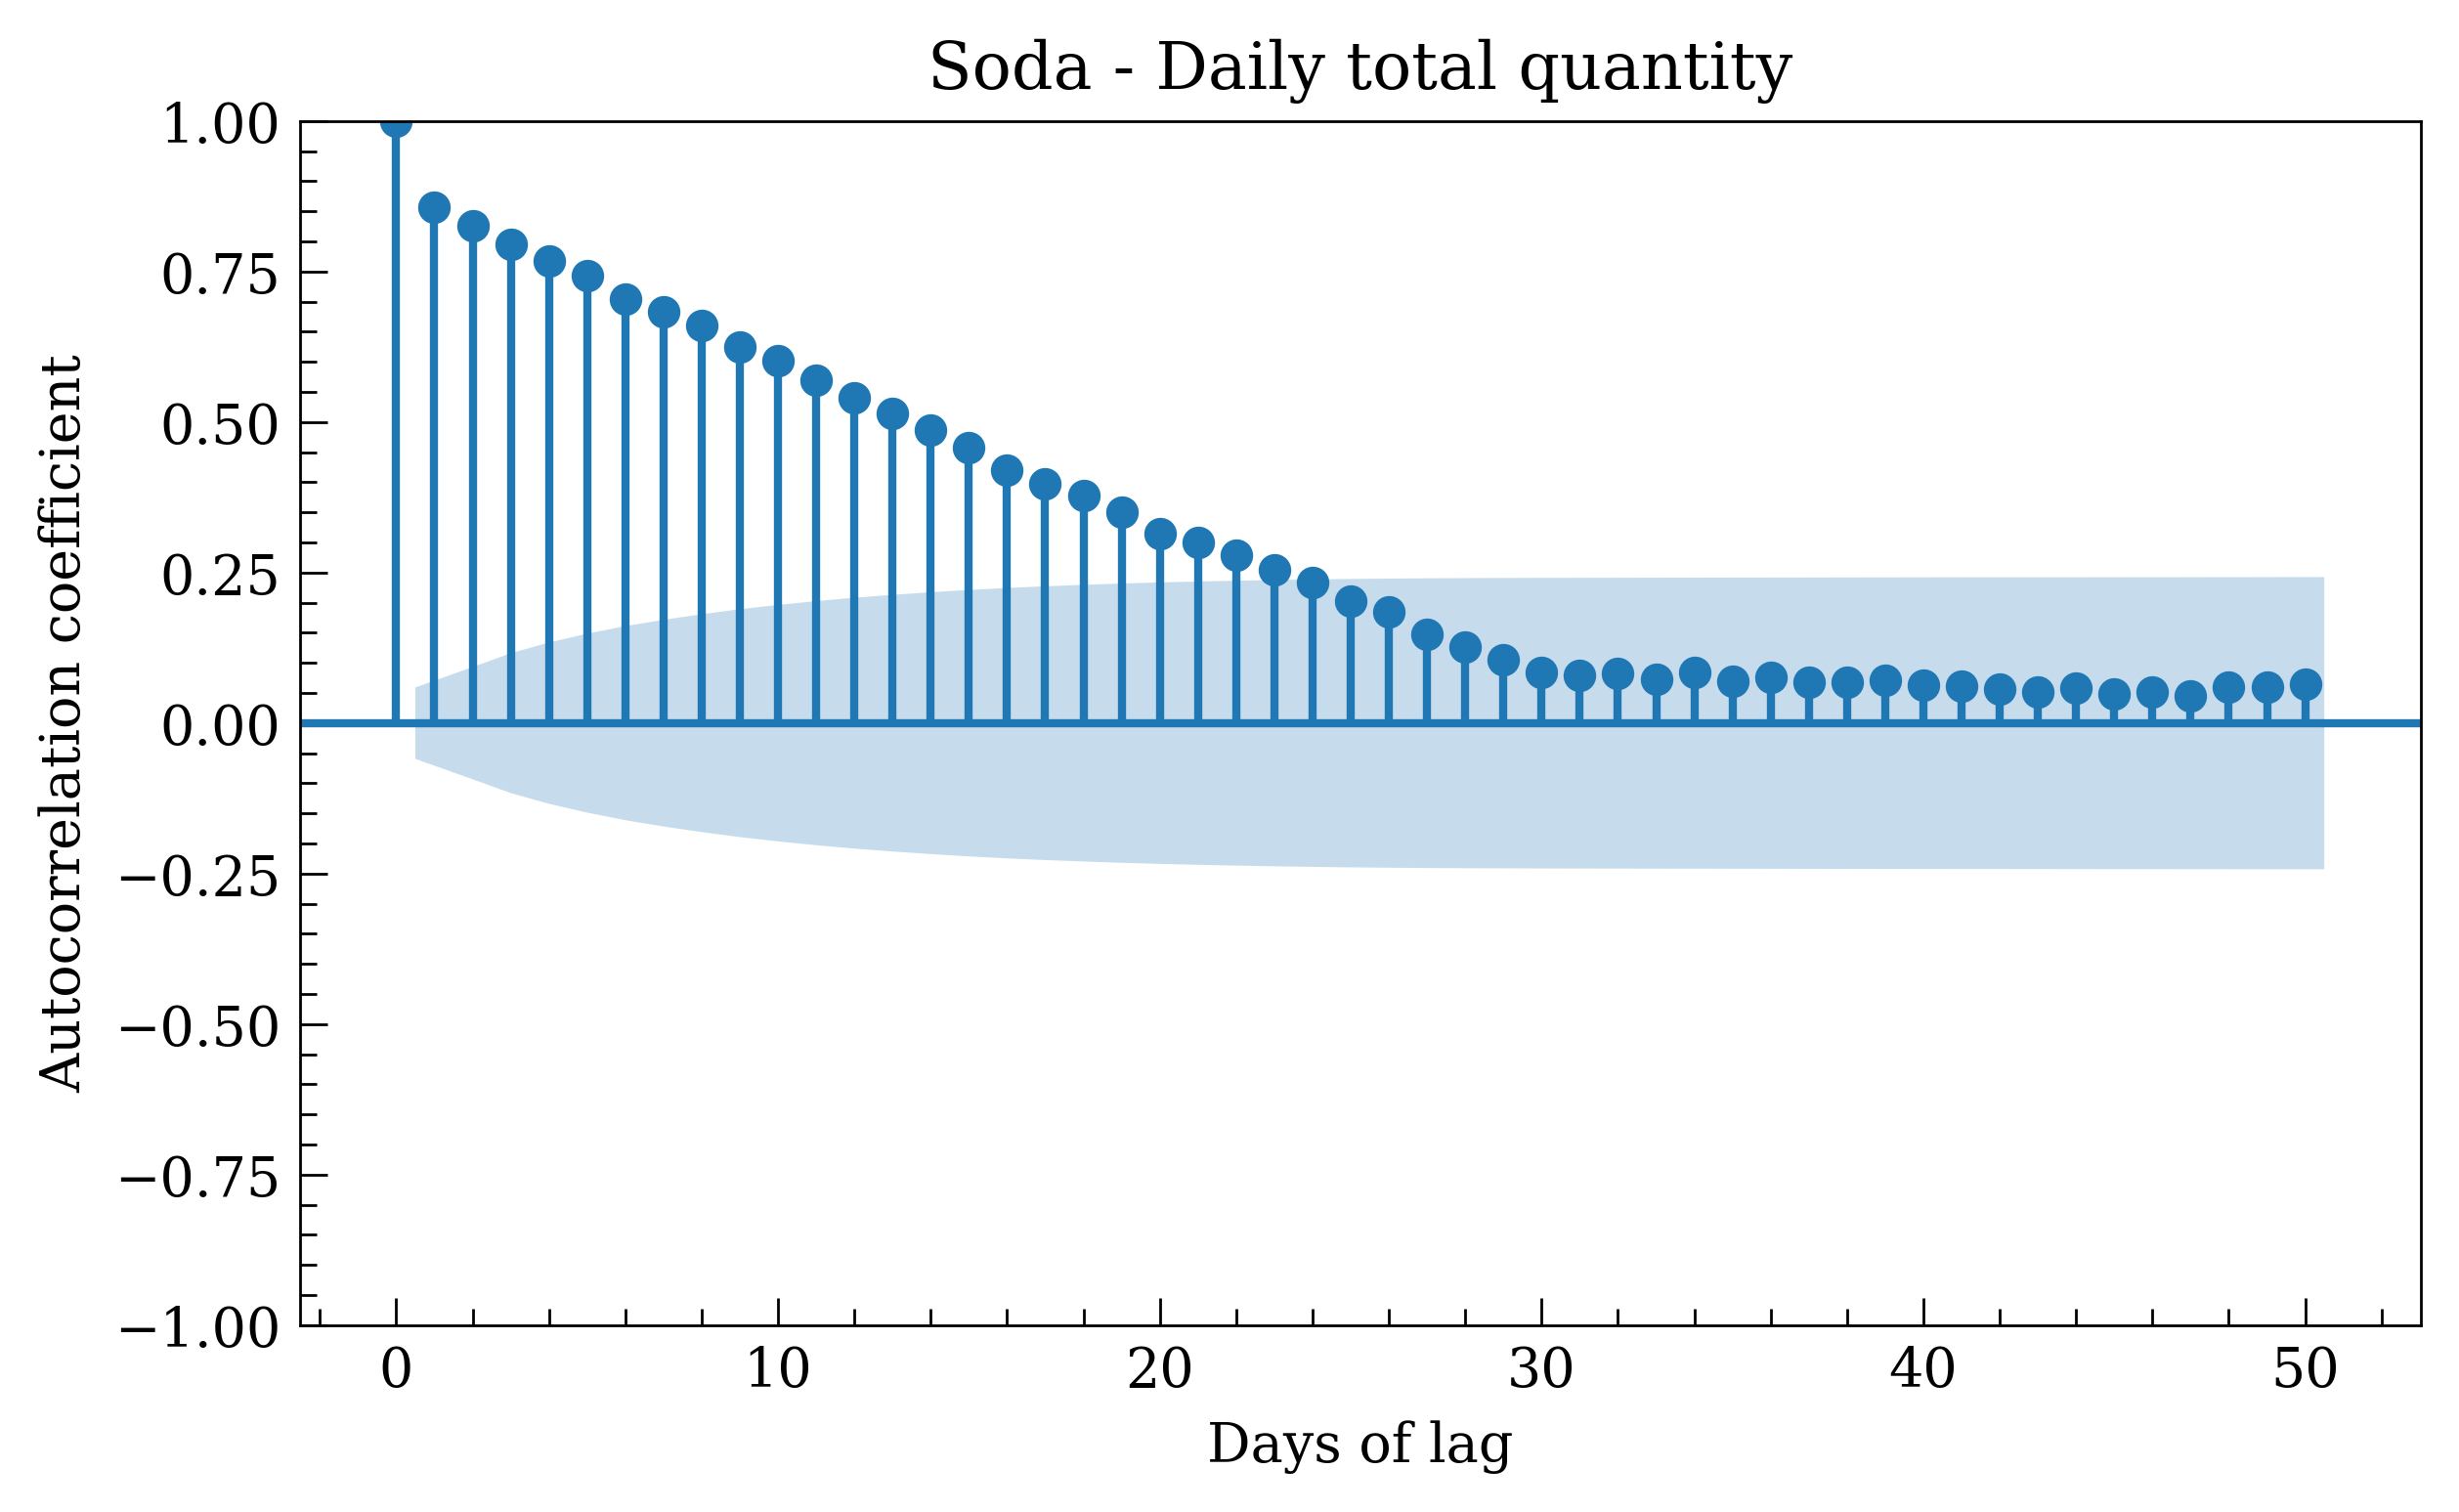 Soda - Daily total quantity
1.00
0.75
0.50
0.25
0.00
−0.25
−0.50
−0.75
−1.00
Autocorrelation coefficient
0 10 20 30 40 50
Days of lag